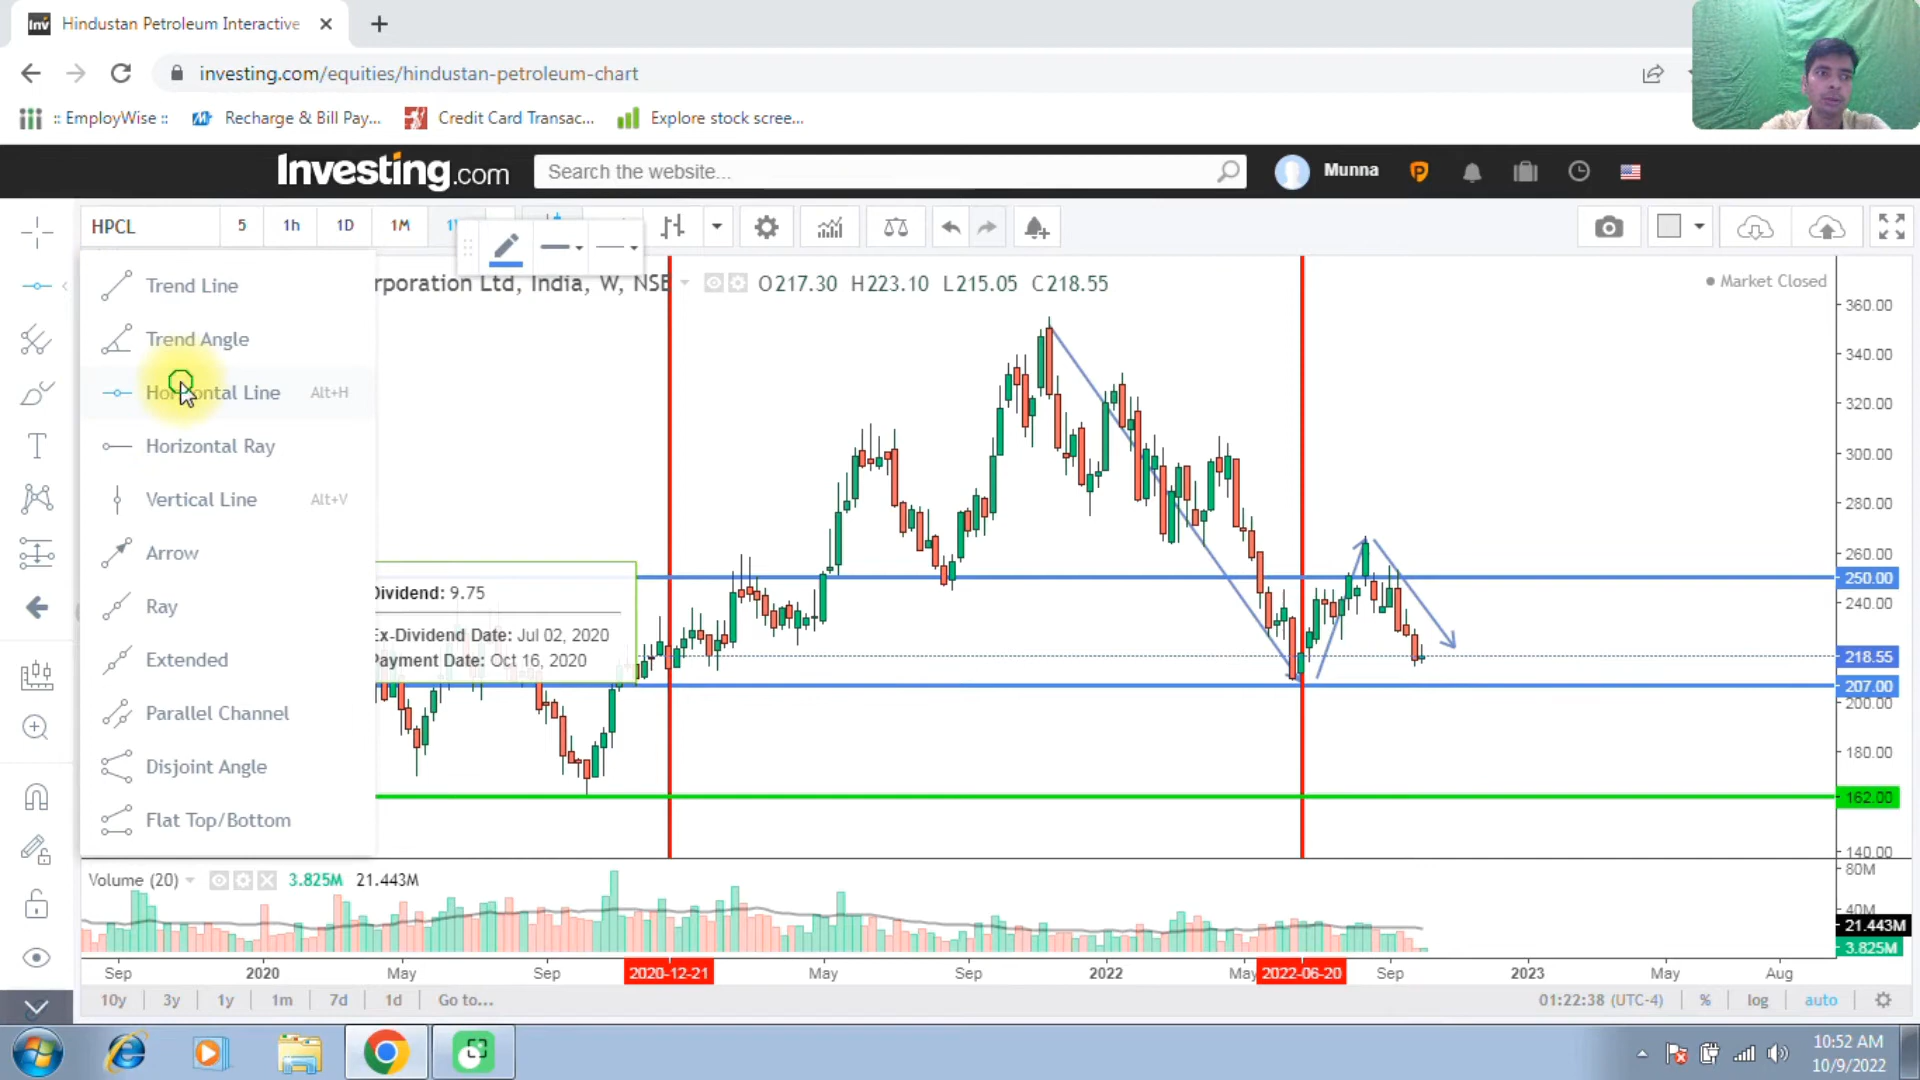 Hindustan Petroleum Interactive
investing.com/equities/hindustan-petroleum-chart
:: EmployWise ::
Recharge & Bill Pay...
Credit Card Transac...
Explore stock scree...
Investing.com
Search the website...
Munna
HPCL
5
1h
1D
1M
Trend Line
rporation Ltd, India, W, NSE
O217.30 H223.10 L215.05 C218.55
Market Closed
Trend Angle
Horizontal Line
Alt+H
Horizontal Ray
Vertical Line
Alt+V
Arrow
Ray
Extended
Parallel Channel
Disjoint Angle
Flat Top/Bottom
Dividend: 9.75
Ex-Dividend Date: Jul 02, 2020
Payment Date: Oct 16, 2020
360.00
340.00
320.00
300.00
280.00
260.00
250.00
240.00
218.55
207.00
200.00
180.00
162.00
140.00
Volume (20)
3.825M
21.443M
80M
40M
21.443M
3.825M
Sep
2020
May
Sep
2020-12-21
May
Sep
2022
May
2022-06-20
Sep
2023
May
Aug
10y
3y
1y
1m
7d
1d
Go to...
01:22:38 (UTC-4)
%
log
auto
10:52 AM
10/9/2022